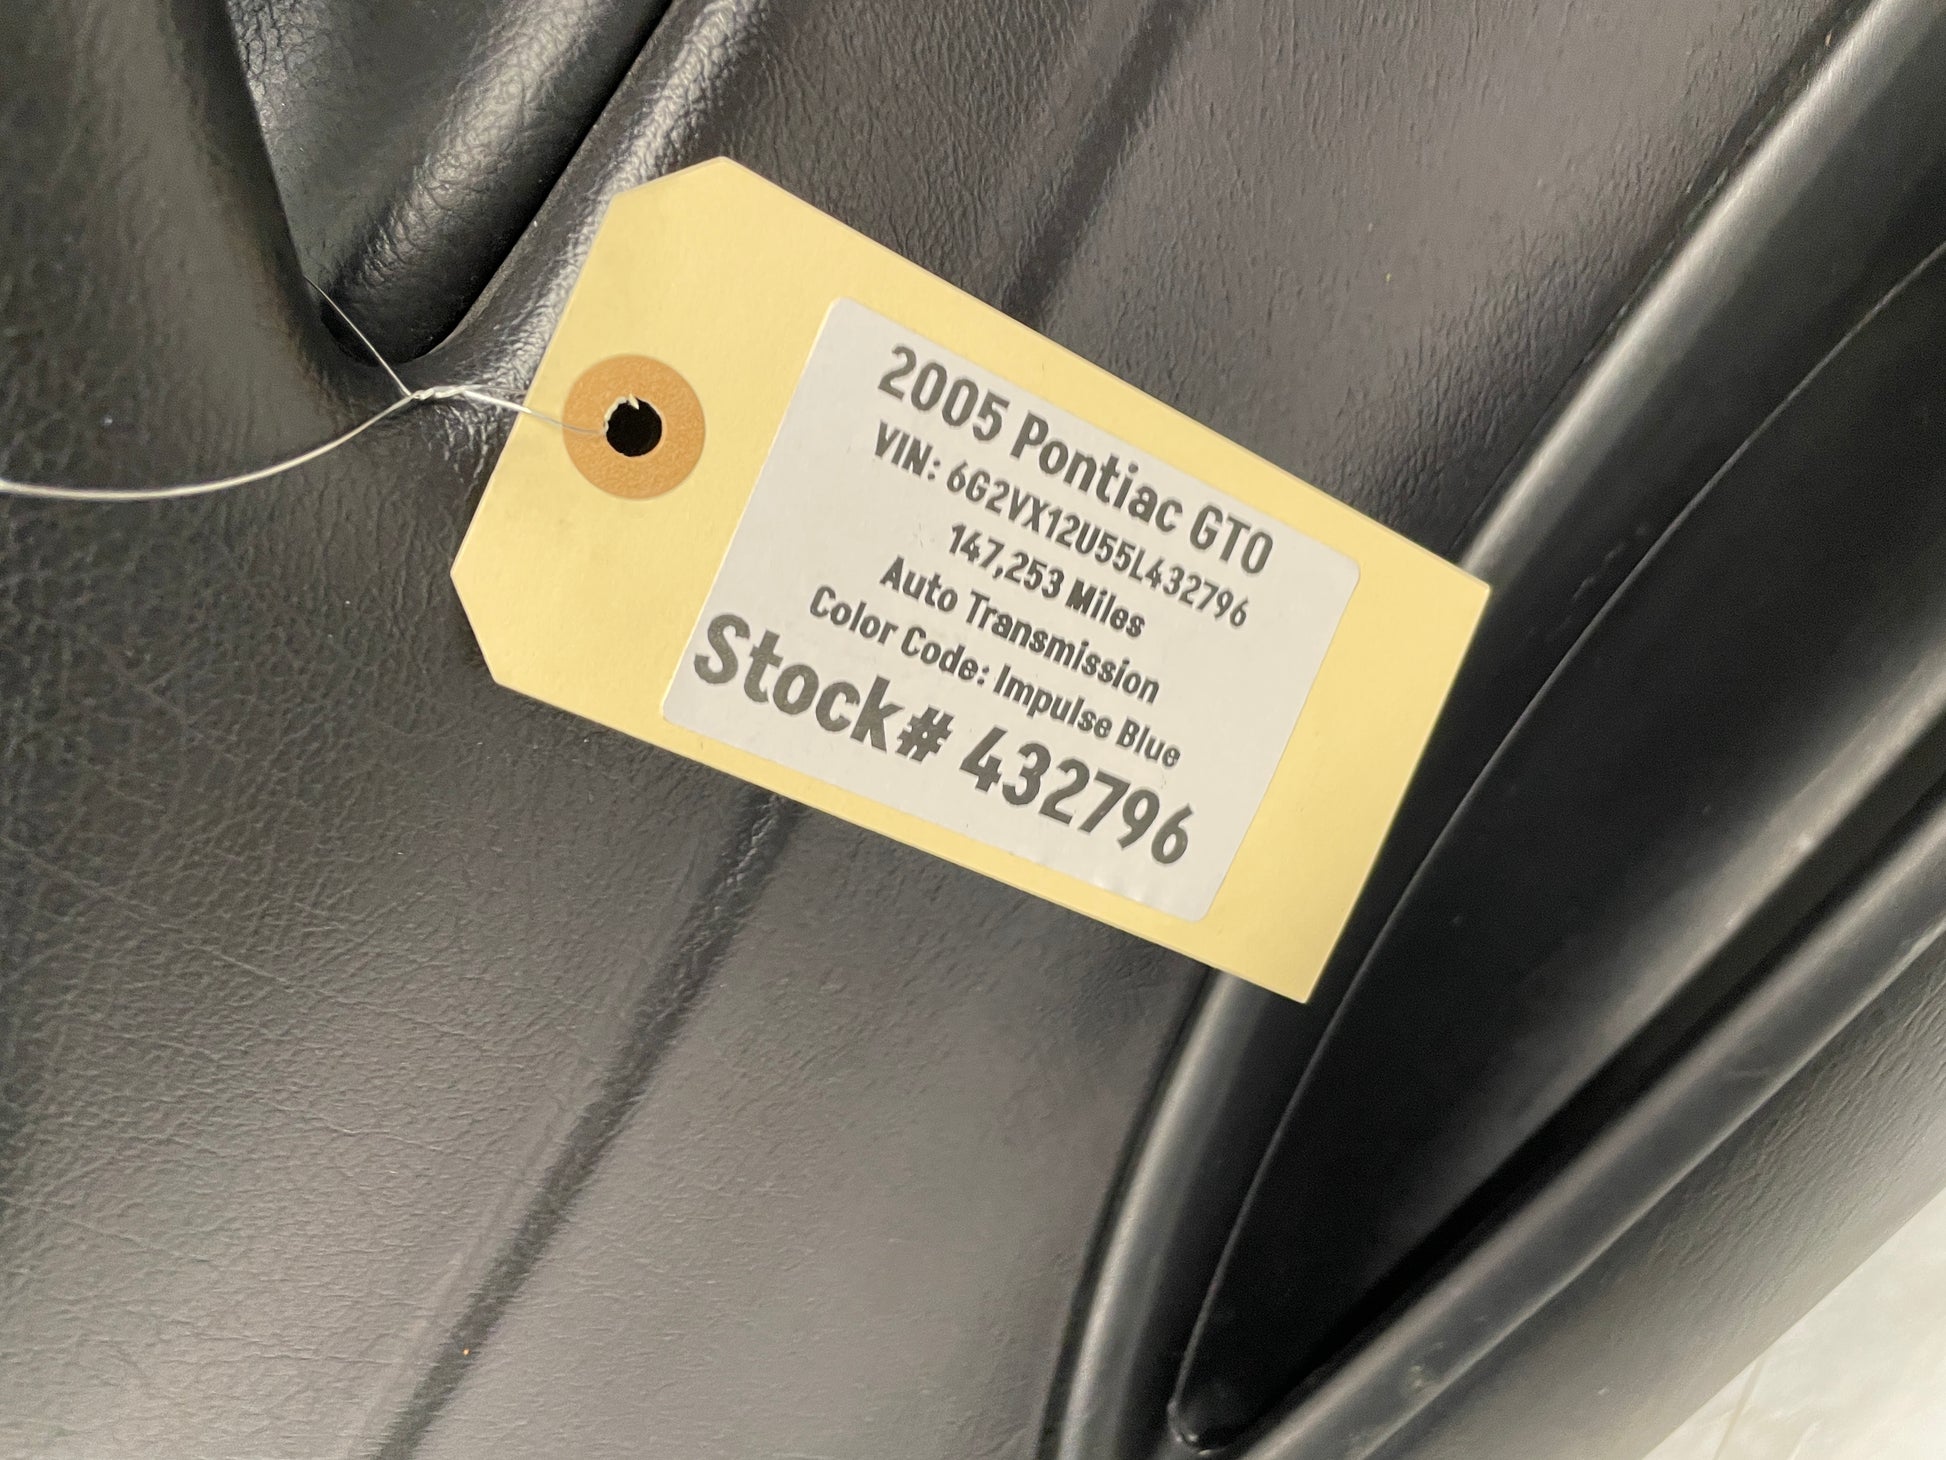 2005 Pontiac GTO
VIN: 6G2VX12U55L432796
147,253 Miles
Auto Transmission
Color Code: Impulse Blue
Stock# 432796